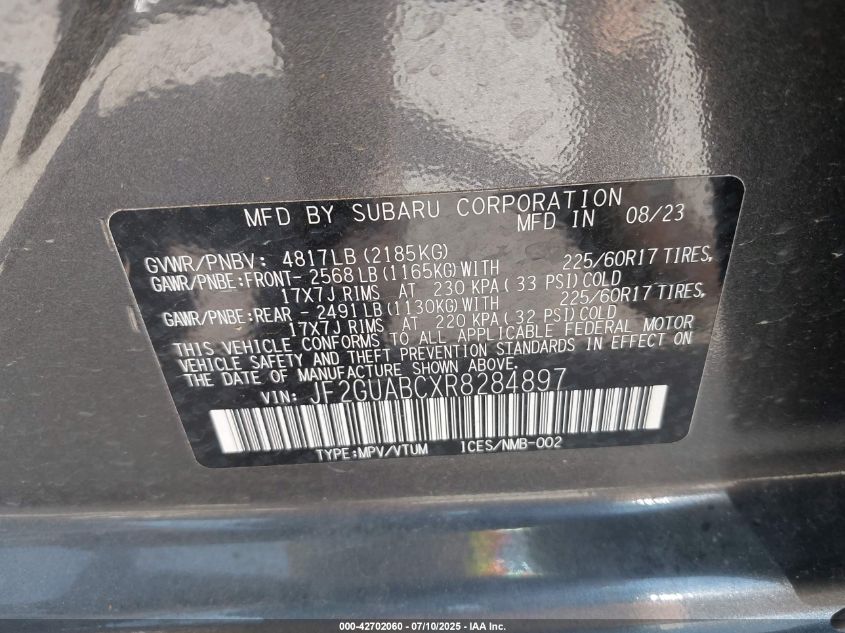 MFD BY SUBARU CORPORATION
MFD IN 08/23
GVWR/PNBV: 4817LB (2185KG)
GAWR/PNBE:FRONT- 2568 LB (1165KG) WITH 225/60R17 TIRES,
17X7J RIMS AT 230 KPA ( 33 PSI) COLD
GAWR/PNBE:REAR - 2491 LB (1130KG) WITH 225/60R17 TIRES,
17X7J RIMS AT 220 KPA ( 32 PSI) COLD
THIS VEHICLE CONFORMS TO ALL APPLICABLE FEDERAL MOTOR
VEHICLE SAFETY AND THEFT PREVENTION STANDARDS IN EFFECT ON
THE DATE OF MANUFACTURE SHOWN ABOVE.
VIN: JF2GUABCXR8284897
TYPE:MPV/VTUM ICES/NMB-002
000-42702060 - 07/10/2025 - IAA Inc.